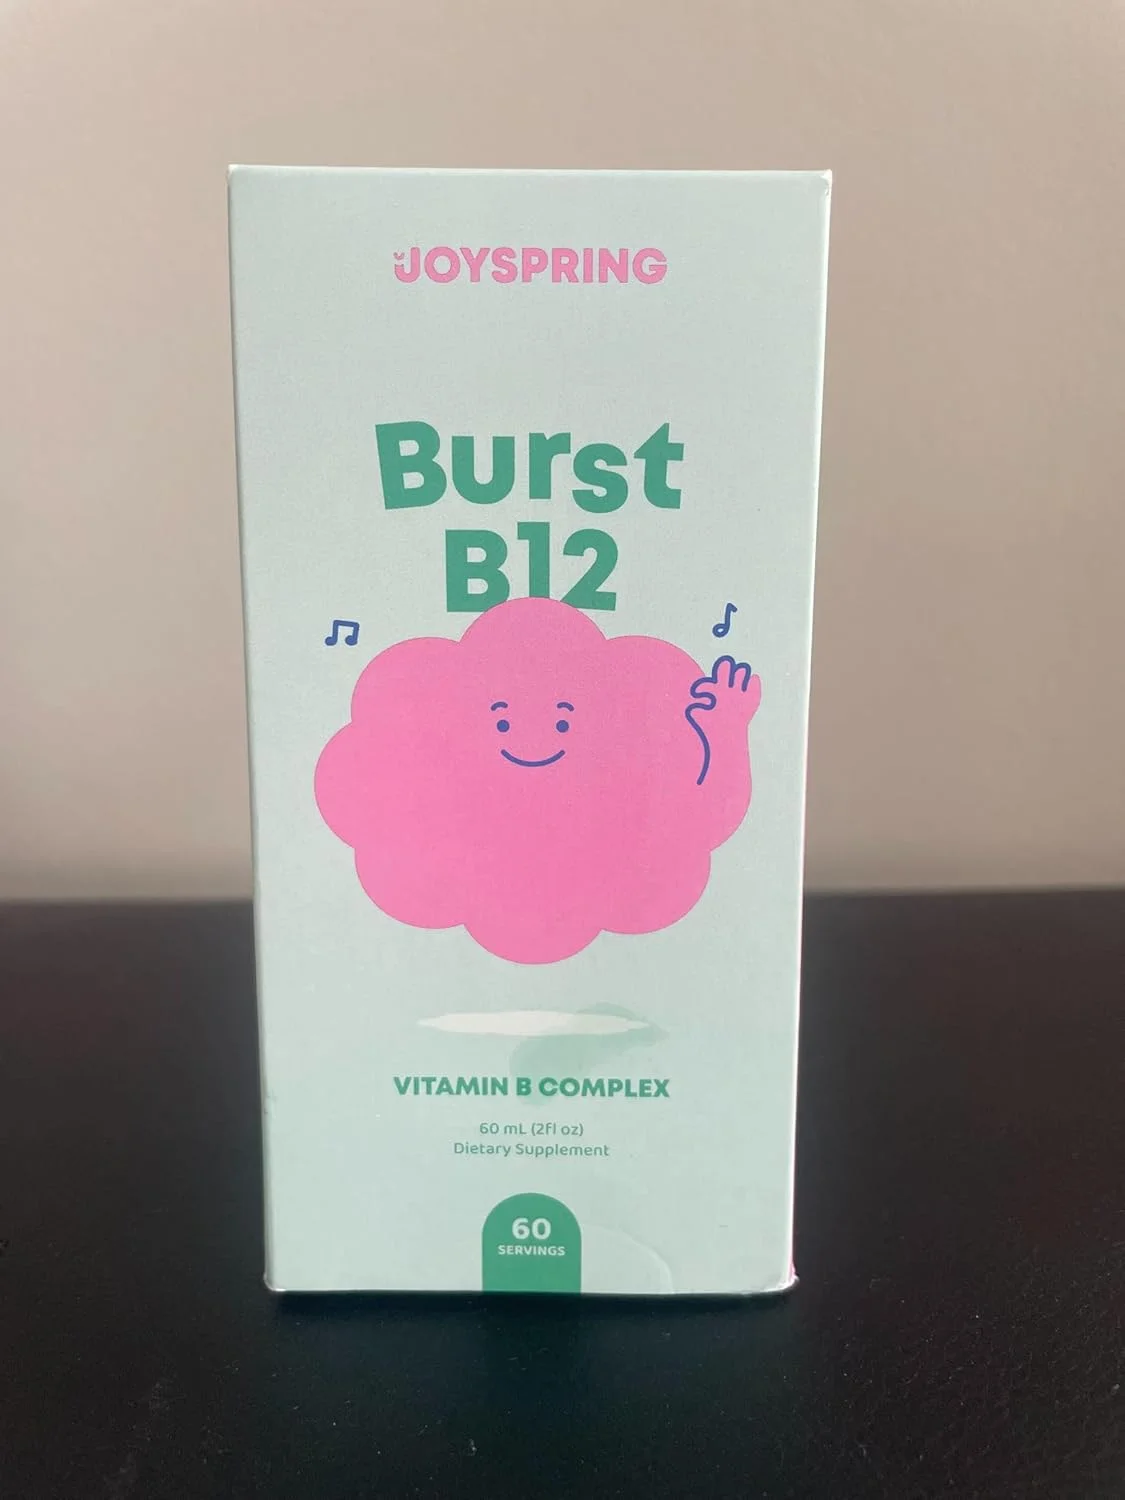 JOYSPRING
Burst
B12
VITAMIN B COMPLEX
60 mL (2fl oz)
Dietary Supplement
60
SERVINGS